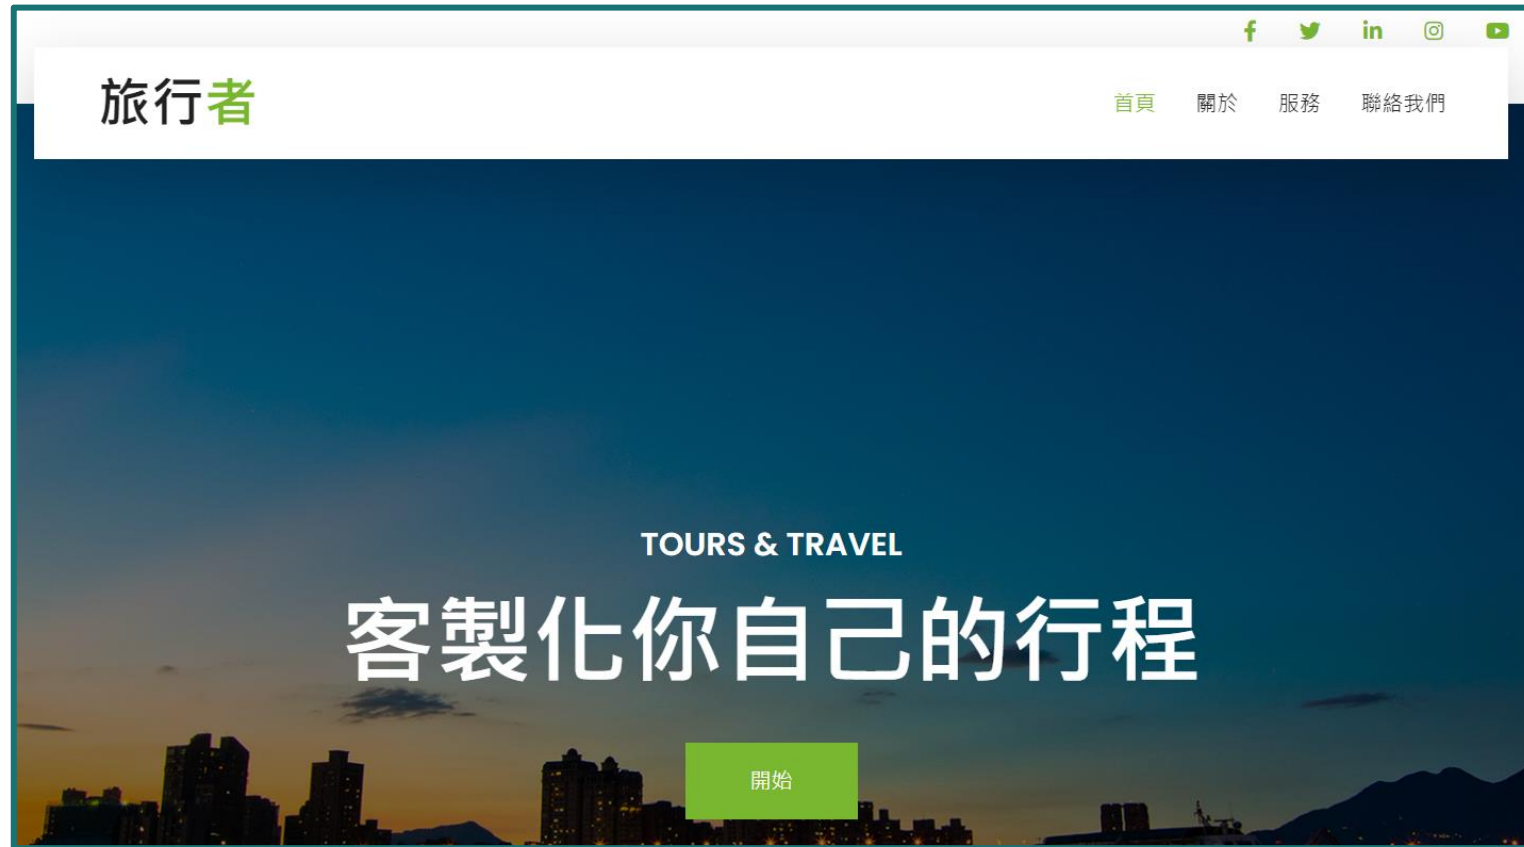 旅行者
首頁 關於 服務 聯絡我們
TOURS & TRAVEL
客製化你自己的行程
開始